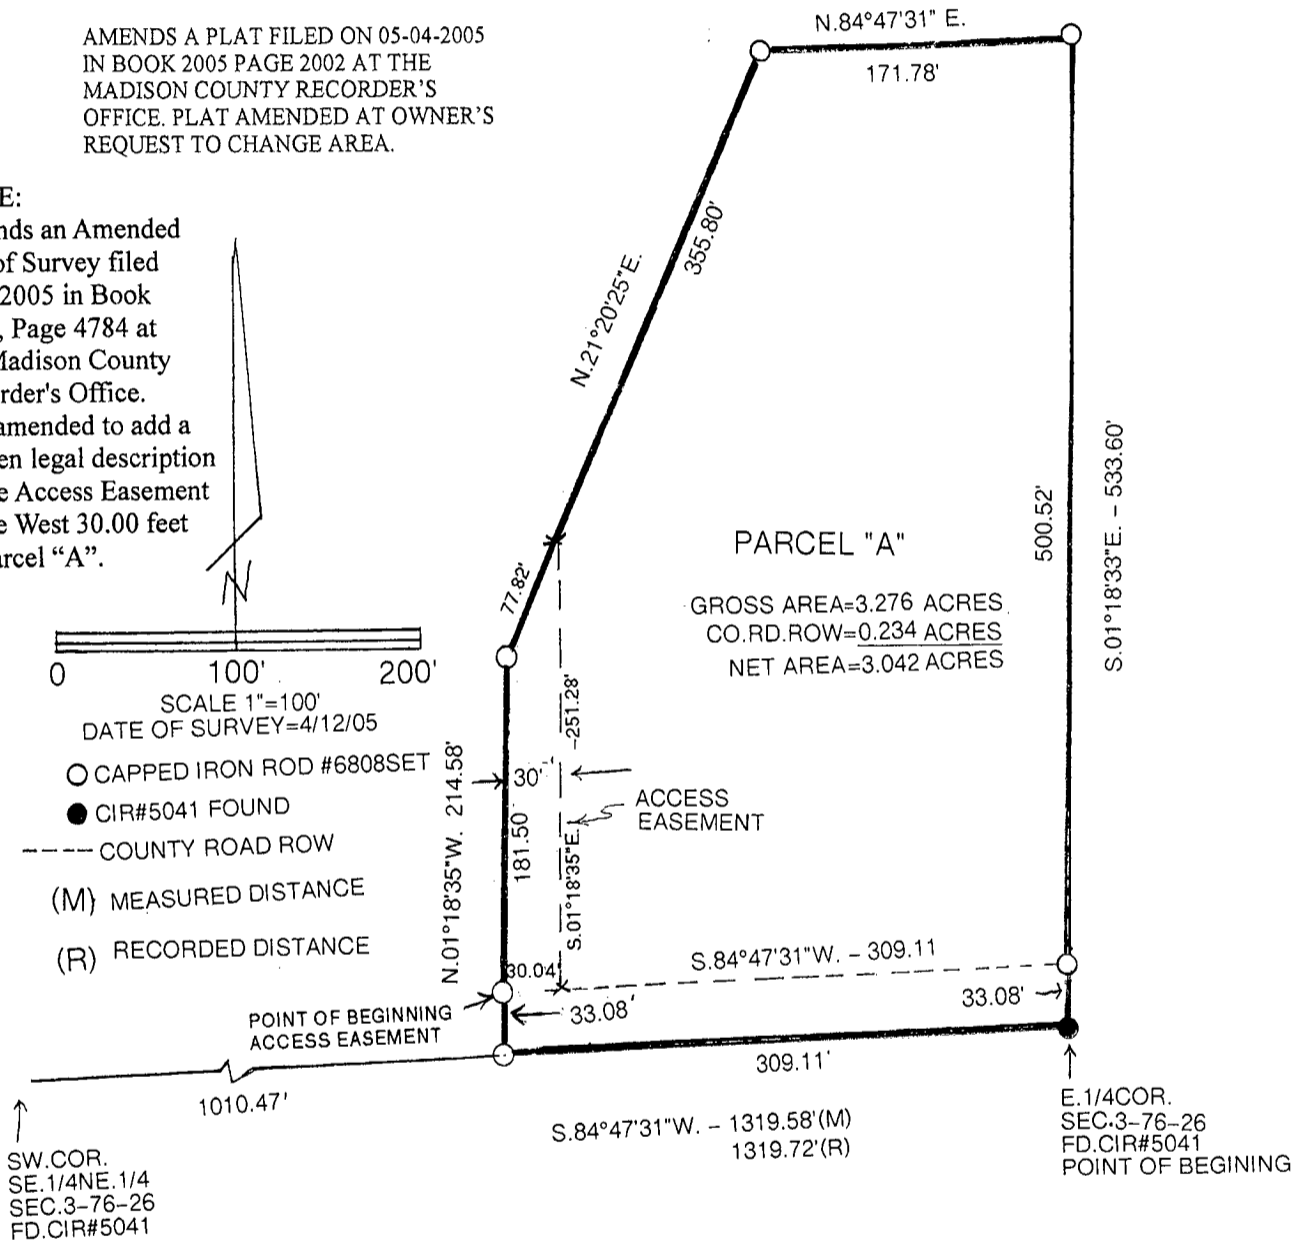 AMENDS A PLAT FILED ON 05-04-2005
IN BOOK 2005 PAGE 2002 AT THE
MADISON COUNTY RECORDER'S
OFFICE. PLAT AMENDED AT OWNER'S
REQUEST TO CHANGE AREA.
E:
nds an Amended
of Survey filed
2005 in Book
, Page 4784 at
Madison County
rder's Office.
amended to add a
en legal description
e Access Easement
e West 30.00 feet
arcel “A”.
N
0 100' 200'
SCALE 1"=100'
DATE OF SURVEY=4/12/05
CAPPED IRON ROD #6808SET
CIR#5041 FOUND
COUNTY ROAD ROW
(M) MEASURED DISTANCE
(R) RECORDED DISTANCE
N.84°47'31" E.
171.78'
N.21°20'25"E.
355.80'
77.82'
S.01°18'33"E. - 533.60'
500.52'
PARCEL "A"
GROSS AREA=3.276 ACRES
CO.RD.ROW=0.234 ACRES
NET AREA=3.042 ACRES
N.01°18'35"W. 214.58'
181.50'
30'
S.01°18'35"E. -251.28'
ACCESS
EASEMENT
30.04'
S.84°47'31"W. - 309.11
33.08'
33.08'
POINT OF BEGINNING
ACCESS EASEMENT
309.11'
1010.47'
S.84°47'31"W. - 1319.58'(M)
1319.72'(R)
SW.COR.
SE.1/4NE.1/4
SEC.3-76-26
FD.CIR#5041
E.1/4COR.
SEC.3-76-26
FD.CIR#5041
POINT OF BEGINING